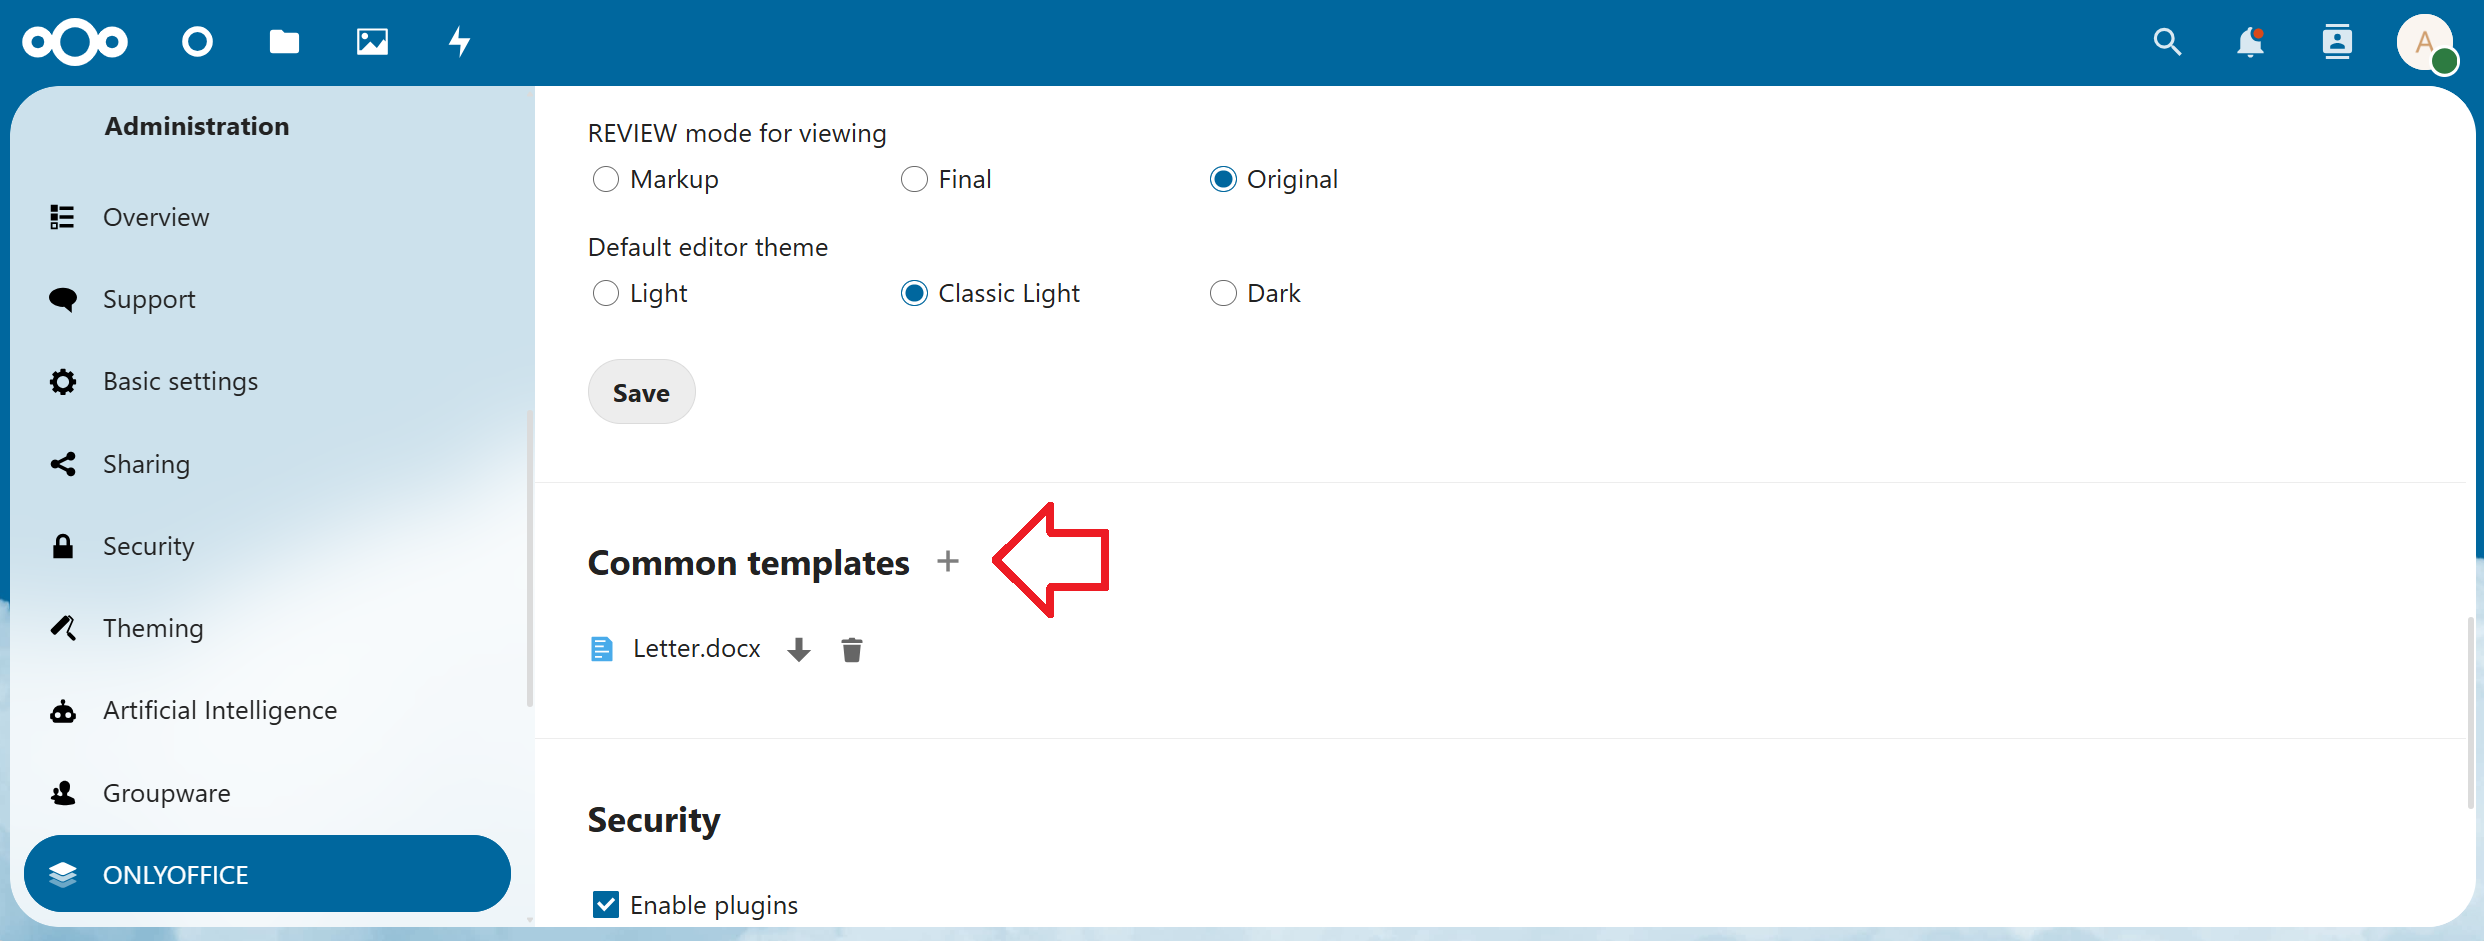 A
Administration
Overview
Support
Basic settings
Sharing
Security
Theming
Artificial Intelligence
Groupware
ONLYOFFICE
REVIEW mode for viewing
Markup Final Original
Default editor theme
Light Classic Light Dark
Save
Common templates +
Letter.docx
Security
Enable plugins